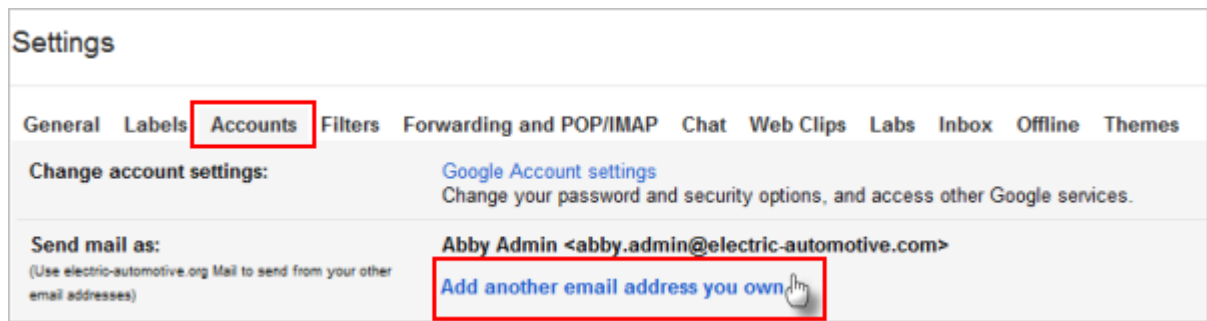 Settings
General Labels Accounts Filters Forwarding and POP/IMAP Chat Web Clips Labs Inbox Offline Themes
Change account settings: Google Account settings
Change your password and security options, and access other Google services.
Send mail as: Abby Admin <abby.admin@electric-automotive.com>
(Use electric-automotive.org Mail to send from your other
email addresses)
Add another email address you own